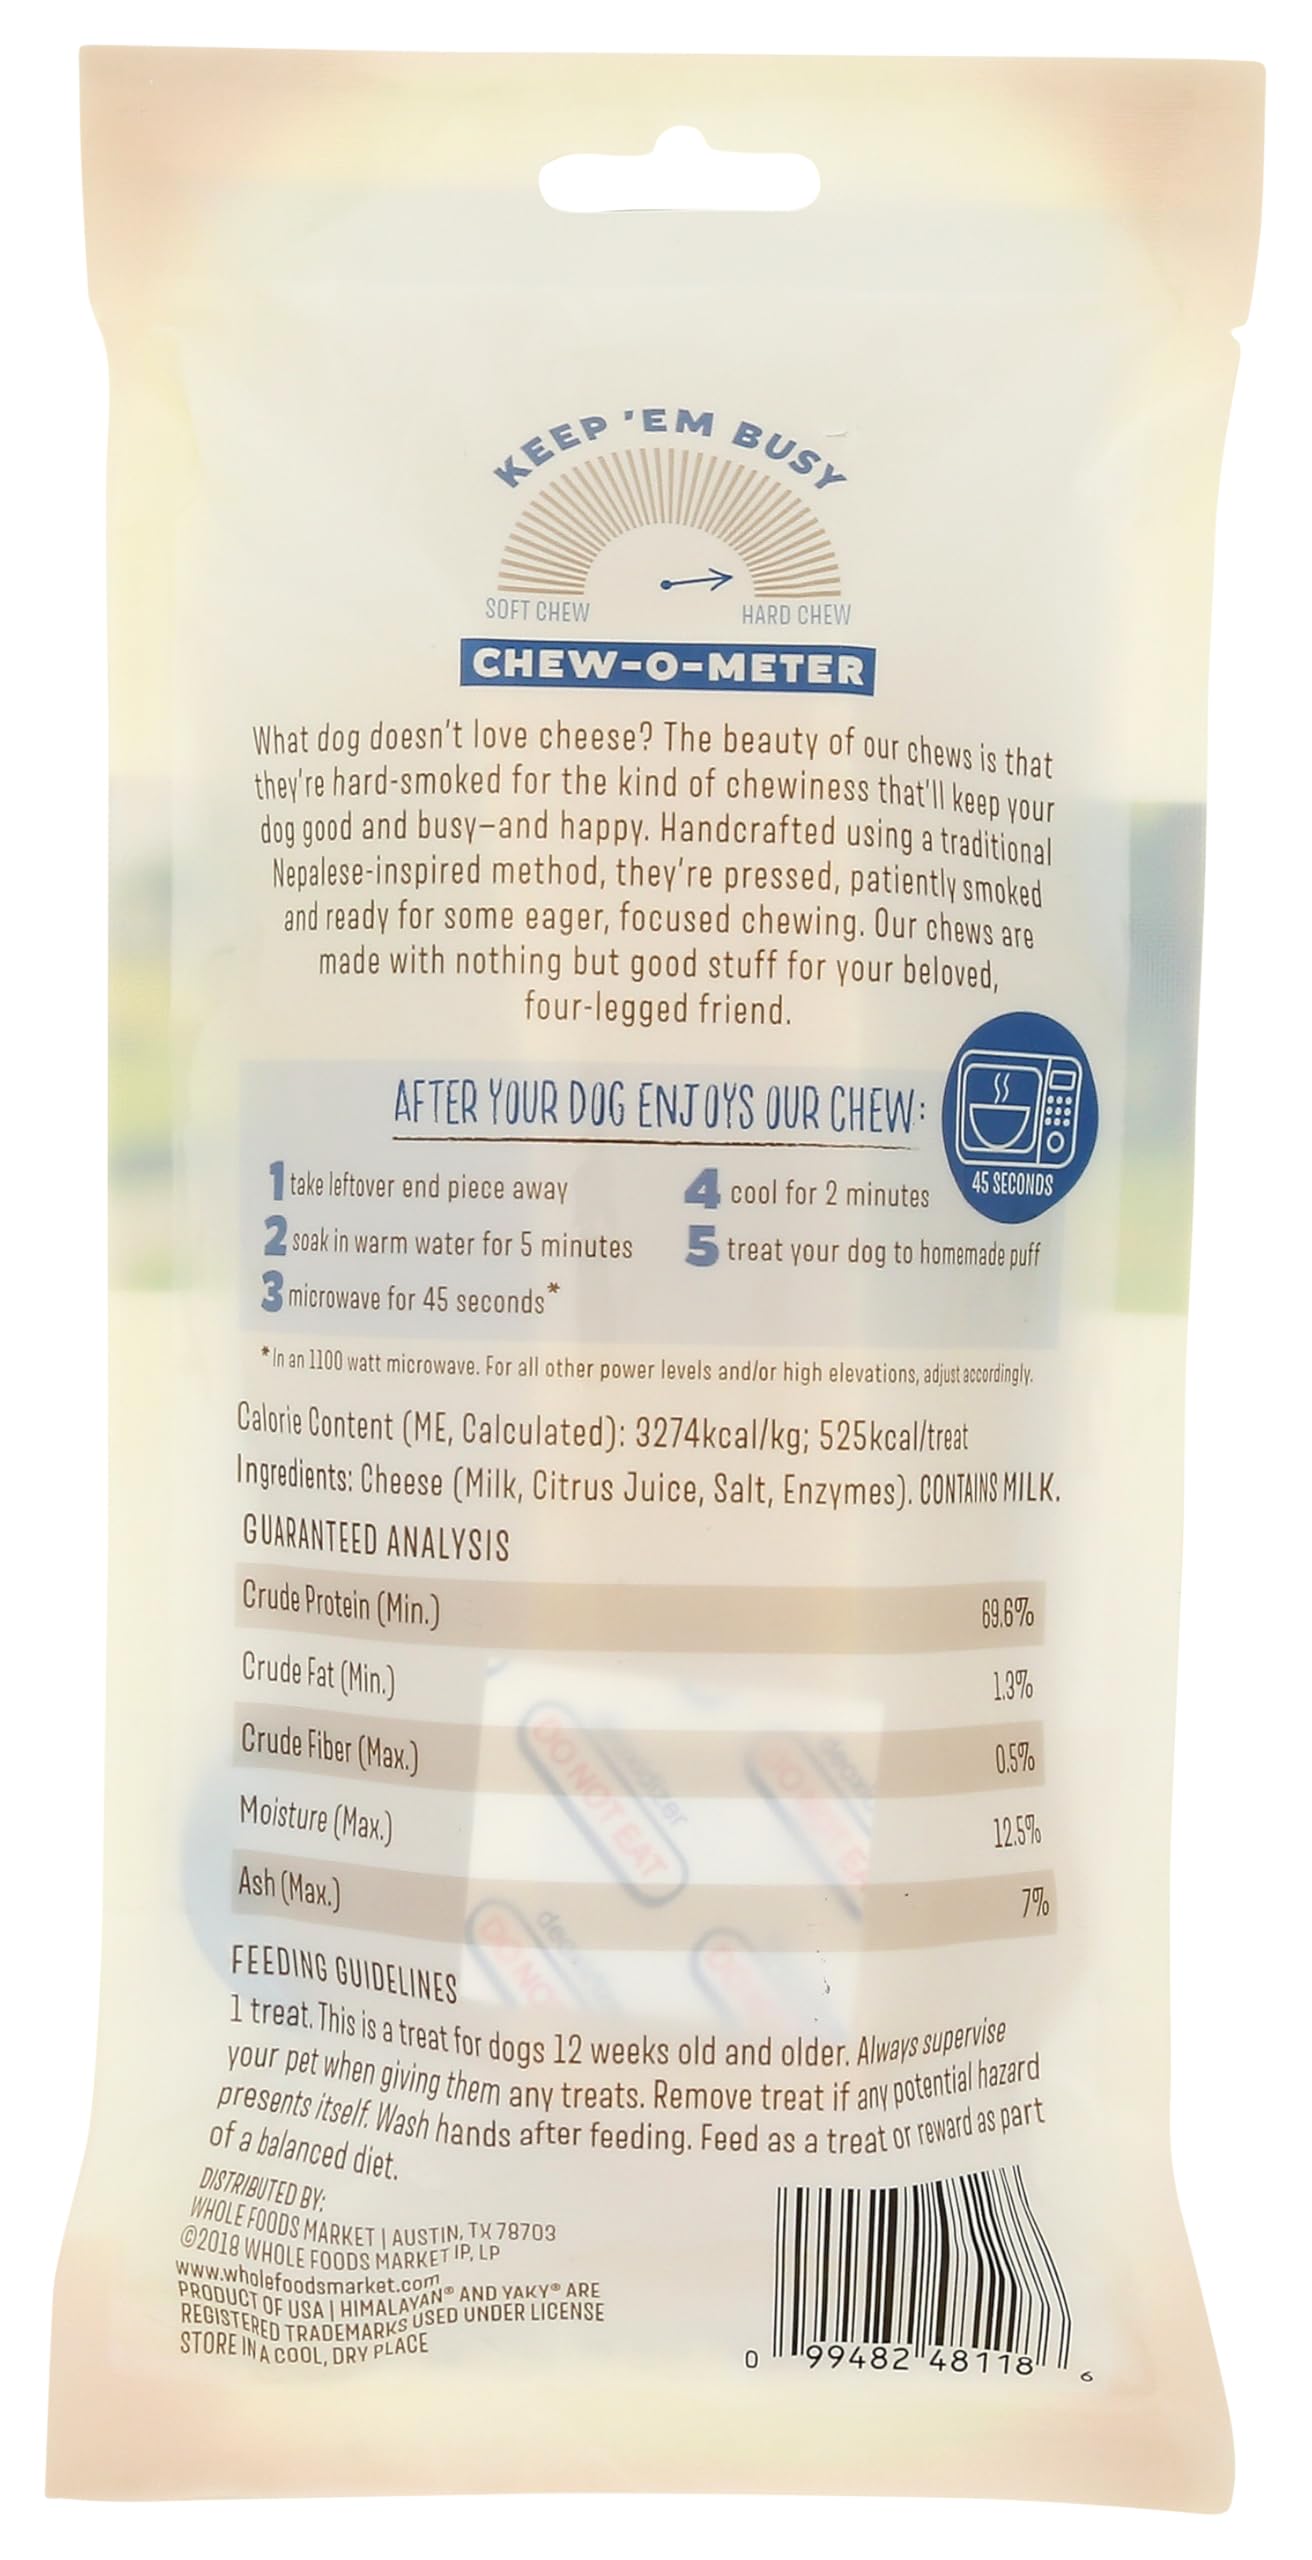 KEEP 'EM BUSY
SOFT CHEW HARD CHEW
CHEW-O-METER
What dog doesn't love cheese? The beauty of our chews is that
they're hard-smoked for the kind of chewiness that'll keep your
dog good and busy—and happy. Handcrafted using a traditional
Nepalese-inspired method, they're pressed, patiently smoked
and ready for some eager, focused chewing. Our chews are
made with nothing but good stuff for your beloved,
four-legged friend.
AFTER YOUR DOG ENJOYS OUR CHEW:
45 SECONDS
1 take leftover end piece away
2 soak in warm water for 5 minutes
3 microwave for 45 seconds*
4 cool for 2 minutes
5 treat your dog to homemade puff
*In an 1100 watt microwave. For all other power levels and/or high elevations, adjust accordingly.
Calorie Content (ME, Calculated): 3274kcal/kg; 525kcal/treat
Ingredients: Cheese (Milk, Citrus Juice, Salt, Enzymes). CONTAINS MILK.
GUARANTEED ANALYSIS
Crude Protein (Min.) 69.6%
Crude Fat (Min.) 1.3%
Crude Fiber (Max.) 0.5%
Moisture (Max.) 12.5%
Ash (Max.) 7%
DO NOT EAT
FEEDING GUIDELINES
1 treat. This is a treat for dogs 12 weeks old and older. Always supervise
your pet when giving them any treats. Remove treat if any potential hazard
presents itself. Wash hands after feeding. Feed as a treat or reward as part
of a balanced diet.
DISTRIBUTED BY:
WHOLE FOODS MARKET | AUSTIN, TX 78703
©2018 WHOLE FOODS MARKET IP, LP
www.wholefoodsmarket.com
PRODUCT OF USA | HIMALAYAN® AND YAKY® ARE
REGISTERED TRADEMARKS USED UNDER LICENSE
STORE IN A COOL, DRY PLACE
0 99482 48118 6